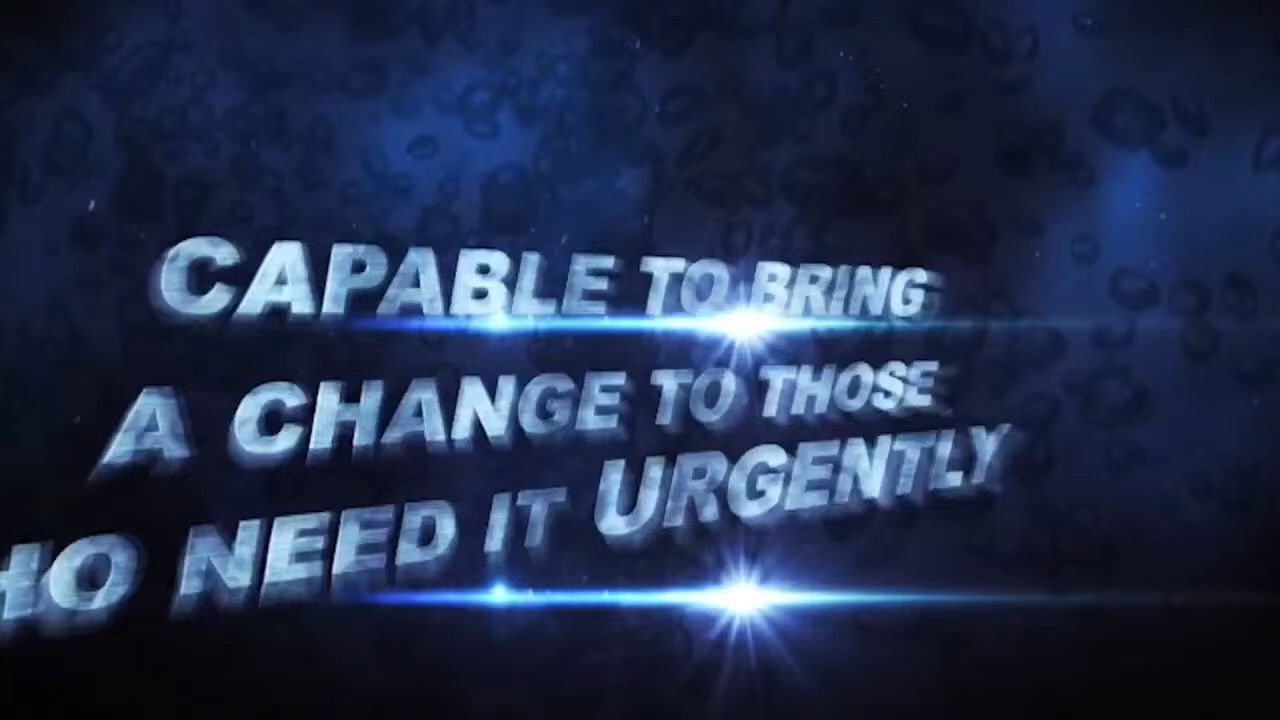 CAPABLE TO BRING
A CHANGE TO THOSE
HO NEED IT URGENTLY